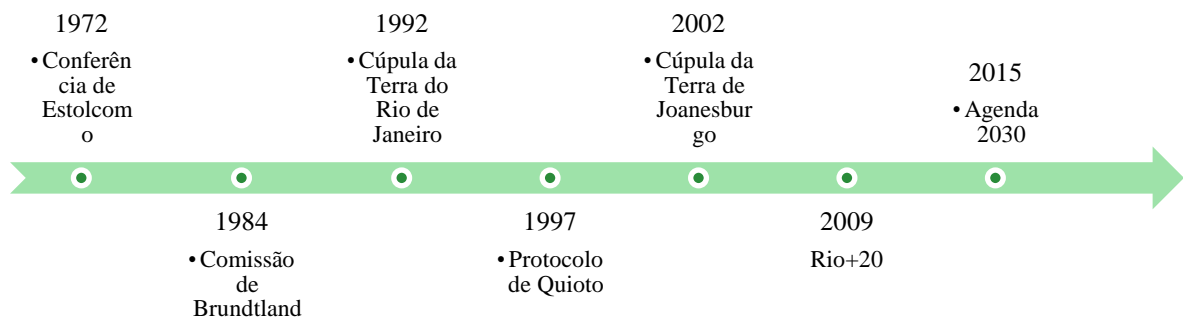 1972
• Conferên
cia de
Estolcom
o
1984
• Comissão
de
Brundtland
1992
• Cúpula da
Terra do
Rio de
Janeiro
1997
• Protocolo
de Quioto
2002
• Cúpula da
Terra de
Joanesbur
go
2009
Rio+20
2015
• Agenda
2030